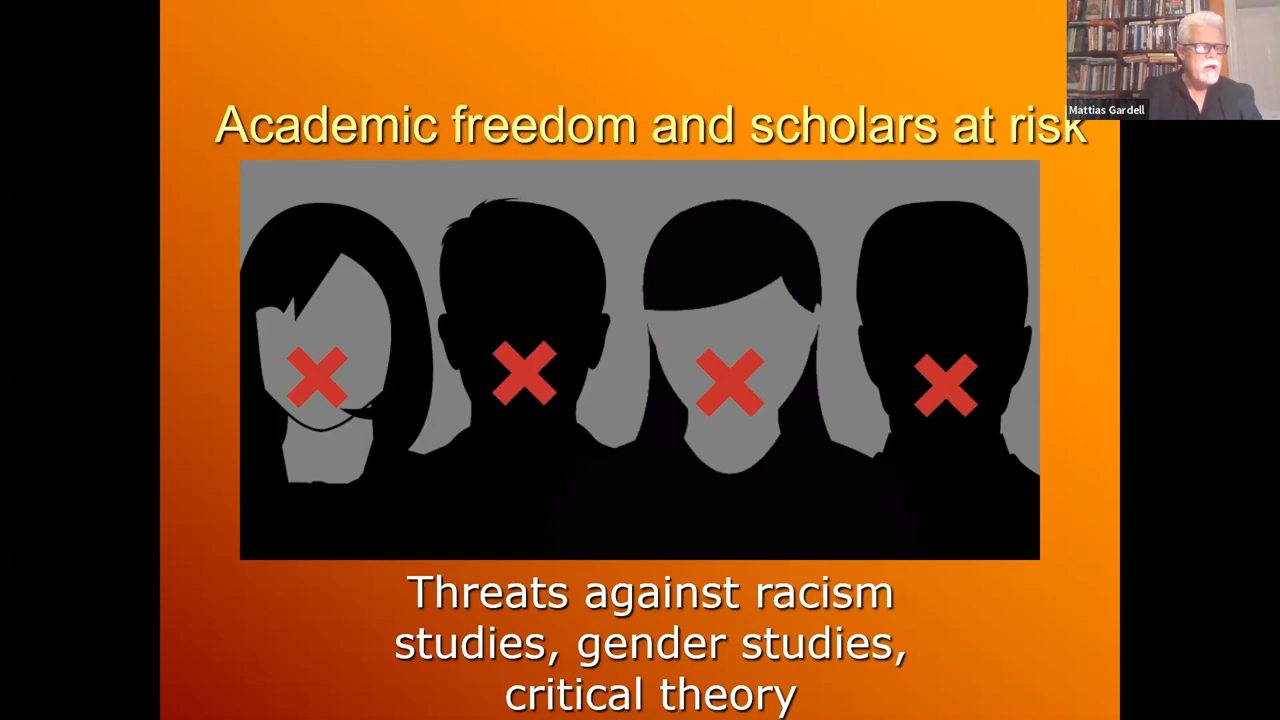 Academic freedom and scholars at risk
Mattias Gardell
Threats against racism
studies, gender studies,
critical theory